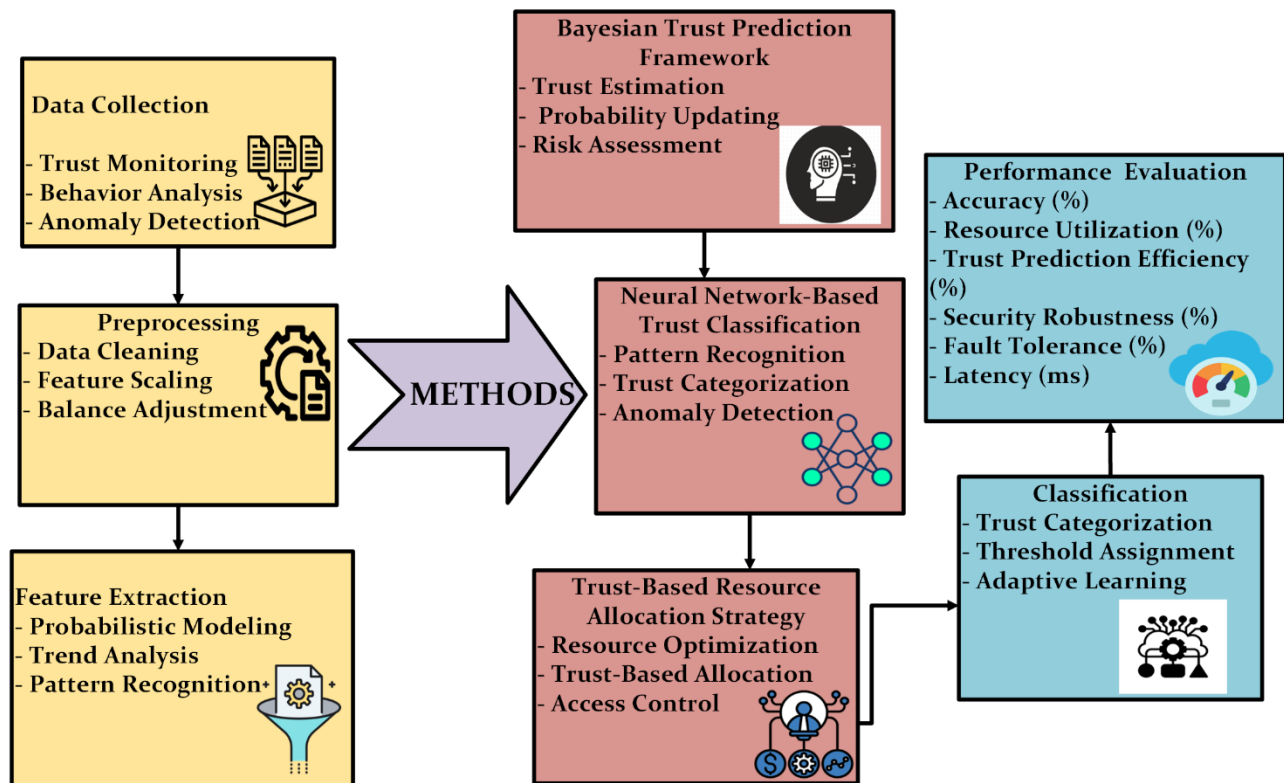 Data Collection
- Trust Monitoring
- Behavior Analysis
- Anomaly Detection
Preprocessing
- Data Cleaning
- Feature Scaling
- Balance Adjustment
Feature Extraction
- Probabilistic Modeling
- Trend Analysis
- Pattern Recognition
METHODS
Bayesian Trust Prediction
Framework
- Trust Estimation
- Probability Updating
- Risk Assessment
Neural Network-Based
Trust Classification
- Pattern Recognition
- Trust Categorization
- Anomaly Detection
Trust-Based Resource
Allocation Strategy
- Resource Optimization
- Trust-Based Allocation
- Access Control
$
Performance Evaluation
- Accuracy (%)
- Resource Utilization (%)
- Trust Prediction Efficiency
(%)
- Security Robustness (%)
- Fault Tolerance (%)
- Latency (ms)
Classification
- Trust Categorization
- Threshold Assignment
- Adaptive Learning